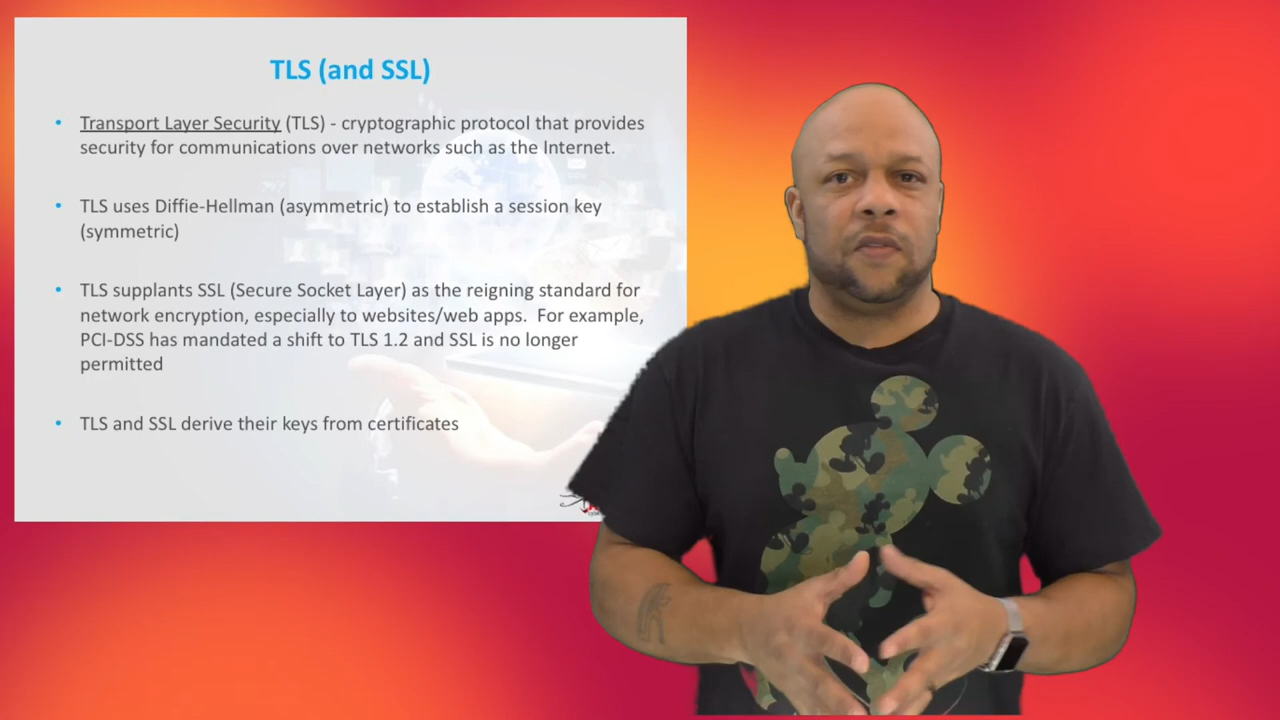 TLS (and SSL)
• Transport Layer Security (TLS) - cryptographic protocol that provides
security for communications over networks such as the Internet.
• TLS uses Diffie-Hellman (asymmetric) to establish a session key
(symmetric)
• TLS supplants SSL (Secure Socket Layer) as the reigning standard for
network encryption, especially to websites/web apps.  For example,
PCI-DSS has mandated a shift to TLS 1.2 and SSL is no longer
permitted
• TLS and SSL derive their keys from certificates